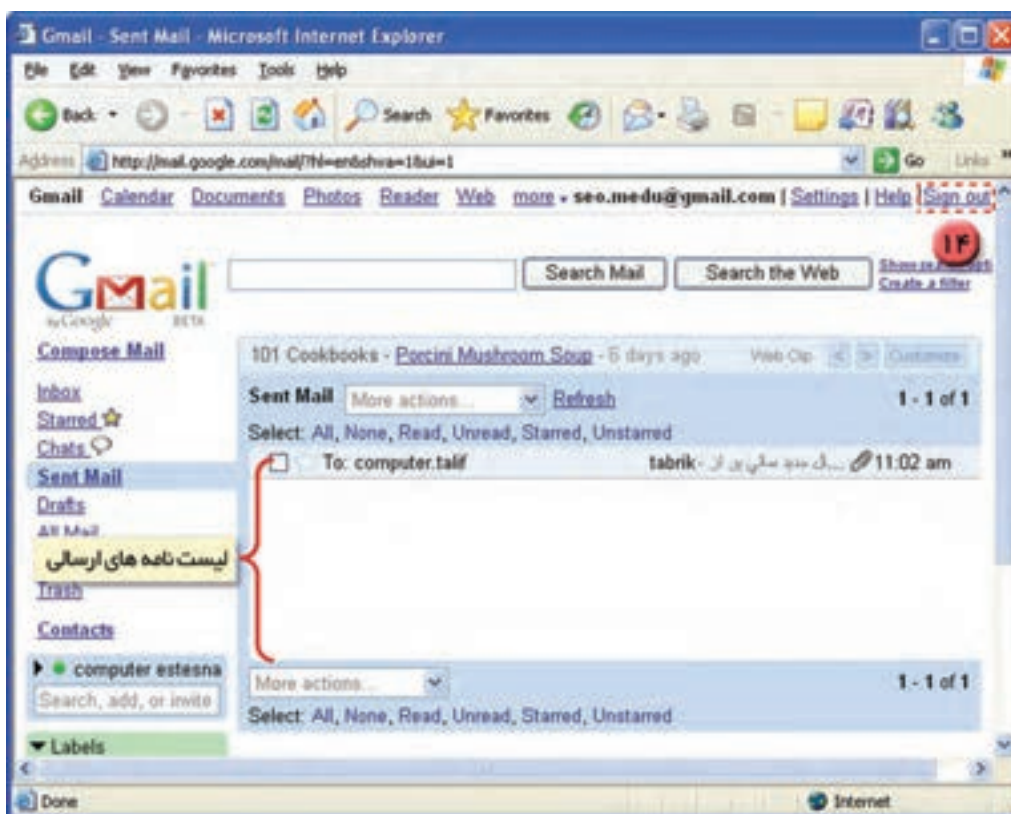 Gmail - Sent Mail - Microsoft Internet Explorer
File Edit View Favorites Tools Help
Back Search Favorites
Address http://mail.google.com/mail/?hl=en&shva=1&ui=1 Go Links
Gmail Calendar Documents Photos Reader Web more seo.medu@gmail.com | Settings | Help | Sign out
۱۴
Gmail by Google BETA
Search Mail Search the Web
Create a filter
Compose Mail
101 Cookbooks - Porcini Mushroom Soup - 6 days ago Web Clip < > Customize
Inbox
Starred
Chats
Sent Mail
Drafts
All Mail
Trash
Contacts
Sent Mail More actions... Refresh 1 - 1 of 1
Select: All, None, Read, Unread, Starred, Unstarred
To: computer.talif tabrik - 11:02 am
لیست نامه های ارسالی
computer estesna
Search, add, or invite
Labels
More actions... 1 - 1 of 1
Select: All, None, Read, Unread, Starred, Unstarred
Done Internet